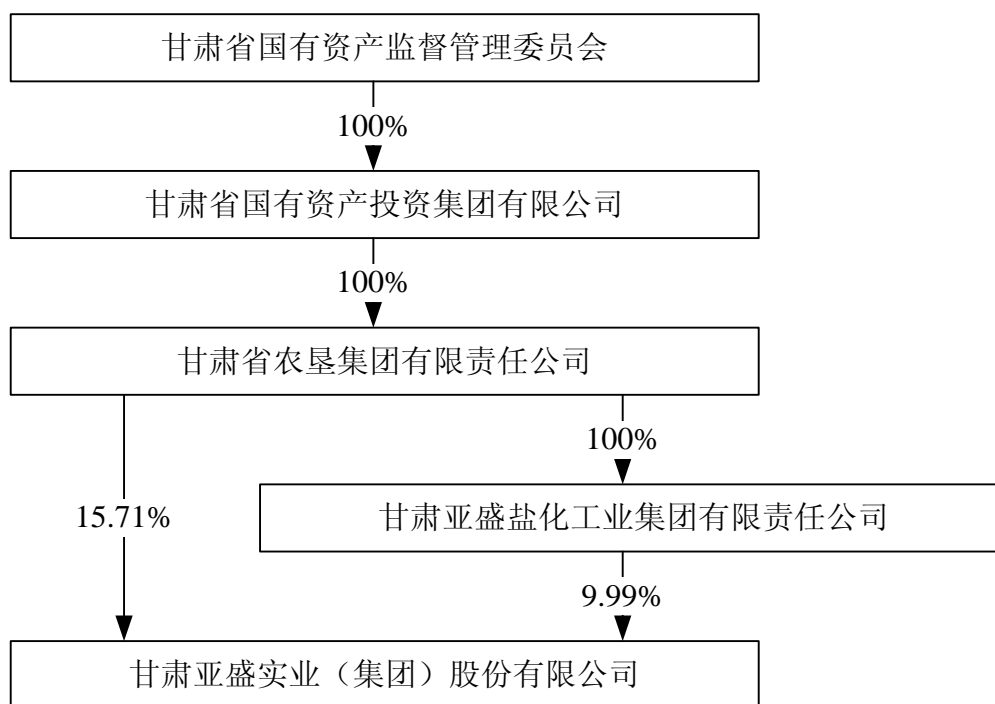 甘肃省国有资产监督管理委员会
100%
甘肃省国有资产投资集团有限公司
100%
甘肃省农垦集团有限责任公司
100%
15.71%
甘肃亚盛盐化工业集团有限责任公司
9.99%
甘肃亚盛实业（集团）股份有限公司